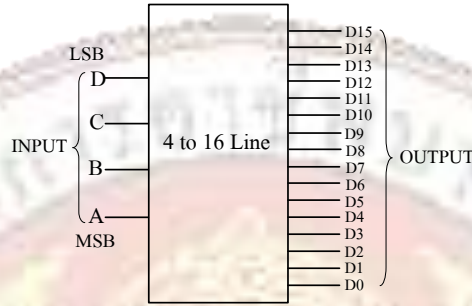 LSB
D
C
INPUT
B
A
MSB
4 to 16 Line
D15
D14
D13
D12
D11
D10
D9
D8
D7
D6
D5
D4
D3
D2
D1
D0
OUTPUT